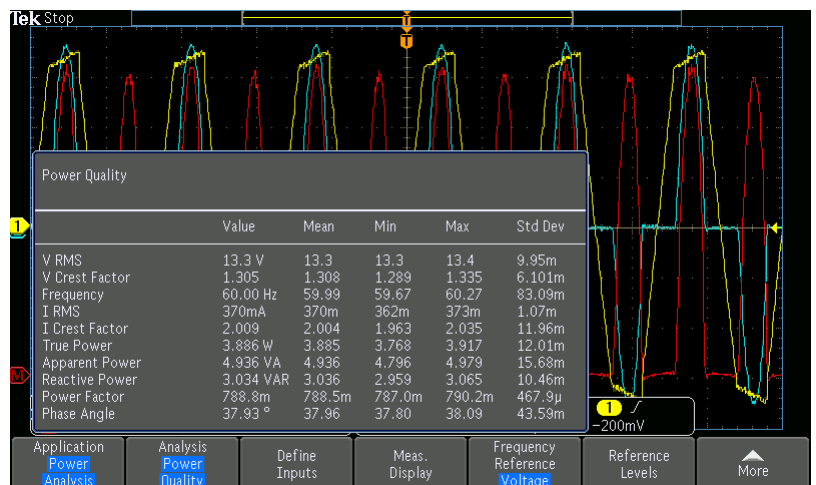 Tek Stop
T
T
Power Quality
Value Mean Min Max Std Dev
1
V RMS 13.3 V 13.3 13.3 13.4 9.95m
V Crest Factor 1.305 1.308 1.289 1.335 6.101m
Frequency 60.00 Hz 59.99 59.67 60.27 83.09m
I RMS 370mA 370m 362m 373m 1.07m
I Crest Factor 2.009 2.004 1.963 2.035 11.96m
True Power 3.886 W 3.885 3.768 3.917 12.01m
Apparent Power 4.936 VA 4.936 4.796 4.979 15.68m
M Reactive Power 3.034 VAR 3.036 2.959 3.065 10.46m
Power Factor 788.8m 788.5m 787.0m 790.2m 467.9µ
Phase Angle 37.93 ° 37.96 37.80 38.09 43.59m
1
-200mV
Application
Power
Analysis
Analysis
Power
Quality
Define
Inputs
Meas.
Display
Frequency
Reference
Voltage
Reference
Levels
More